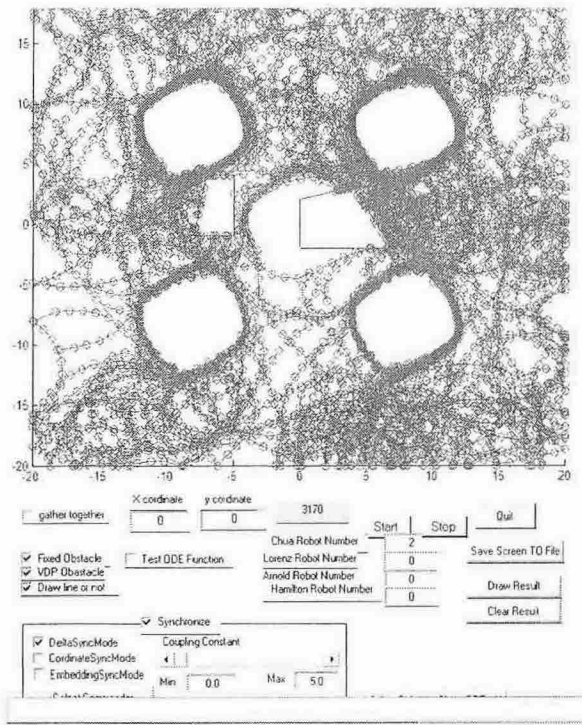 15
10
5
0
-5
-10
-15
-20
-20 -15 -10 -5 0 5 10 15 20
gather together
X cordinate
0
y cordinate
0
3170
Start
Stop
Quit
Fixed Obstacle
VDP Obastacle
Draw line or not
Test ODE Function
Chua Robot Number 2
Lorenz Robot Number 0
Arnold Robot Number 0
Hamilton Robot Number 0
Save Screen TO File
Draw Result
Clear Result
Synchronize
DeltaSyncMode
CordinateSyncMode
EmbeddingSyncMode
Coupling Constant
Min 0.0 Max 5.0